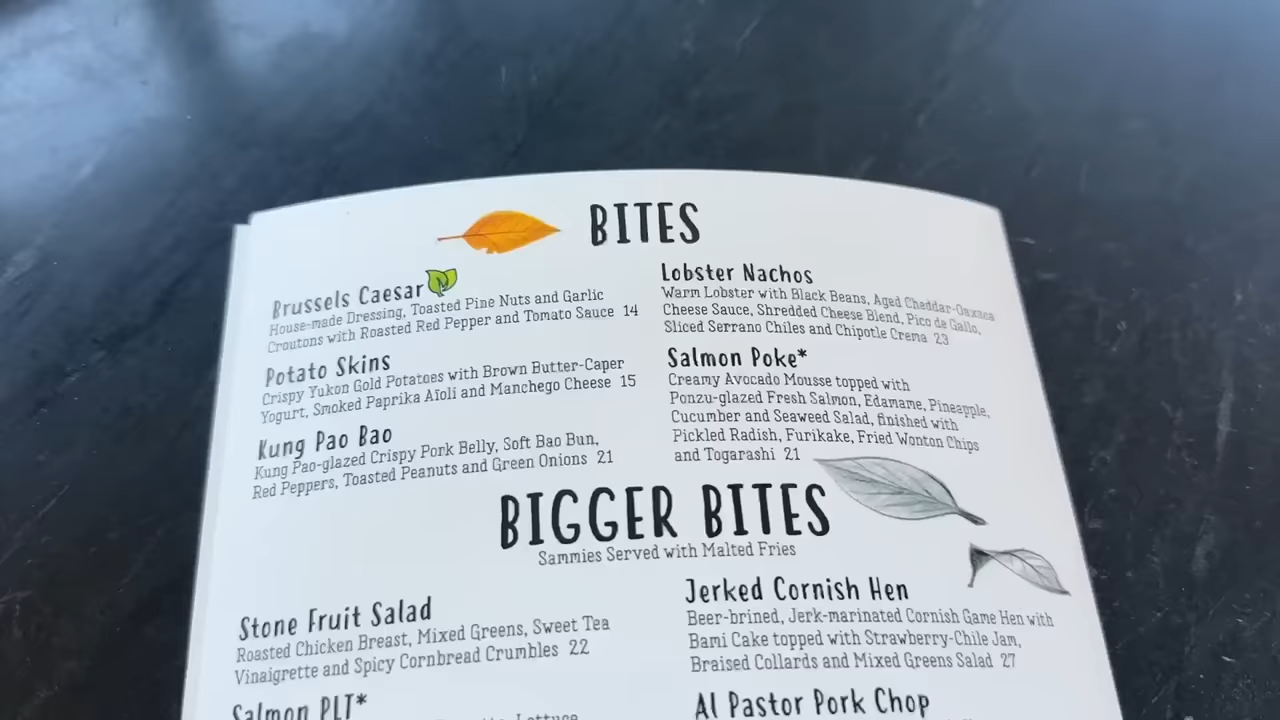 BITES
Brussels Caesar
House-made Dressing, Toasted Pine Nuts and Garlic
Croutons with Roasted Red Pepper and Tomato Sauce 14
Potato Skins
Crispy Yukon Gold Potatoes with Brown Butter-Caper
Yogurt, Smoked Paprika Aïoli and Manchego Cheese 15
Kung Pao Bao
Kung Pao-glazed Crispy Pork Belly, Soft Bao Bun,
Red Peppers, Toasted Peanuts and Green Onions 21
Lobster Nachos
Warm Lobster with Black Beans, Aged Cheddar-Oaxaca
Cheese Sauce, Shredded Cheese Blend, Pico de Gallo,
Sliced Serrano Chiles and Chipotle Crema 23
Salmon Poke*
Creamy Avocado Mousse topped with
Ponzu-glazed Fresh Salmon, Edamame, Pineapple,
Cucumber and Seaweed Salad, finished with
Pickled Radish, Furikake, Fried Wonton Chips
and Togarashi 21
BIGGER BITES
Sammies Served with Malted Fries
Stone Fruit Salad
Roasted Chicken Breast, Mixed Greens, Sweet Tea
Vinaigrette and Spicy Cornbread Crumbles 22
Salmon PLT*
Lettuce
Jerked Cornish Hen
Beer-brined, Jerk-marinated Cornish Game Hen with
Bami Cake topped with Strawberry-Chile Jam,
Braised Collards and Mixed Greens Salad 27
Al Pastor Pork Chop